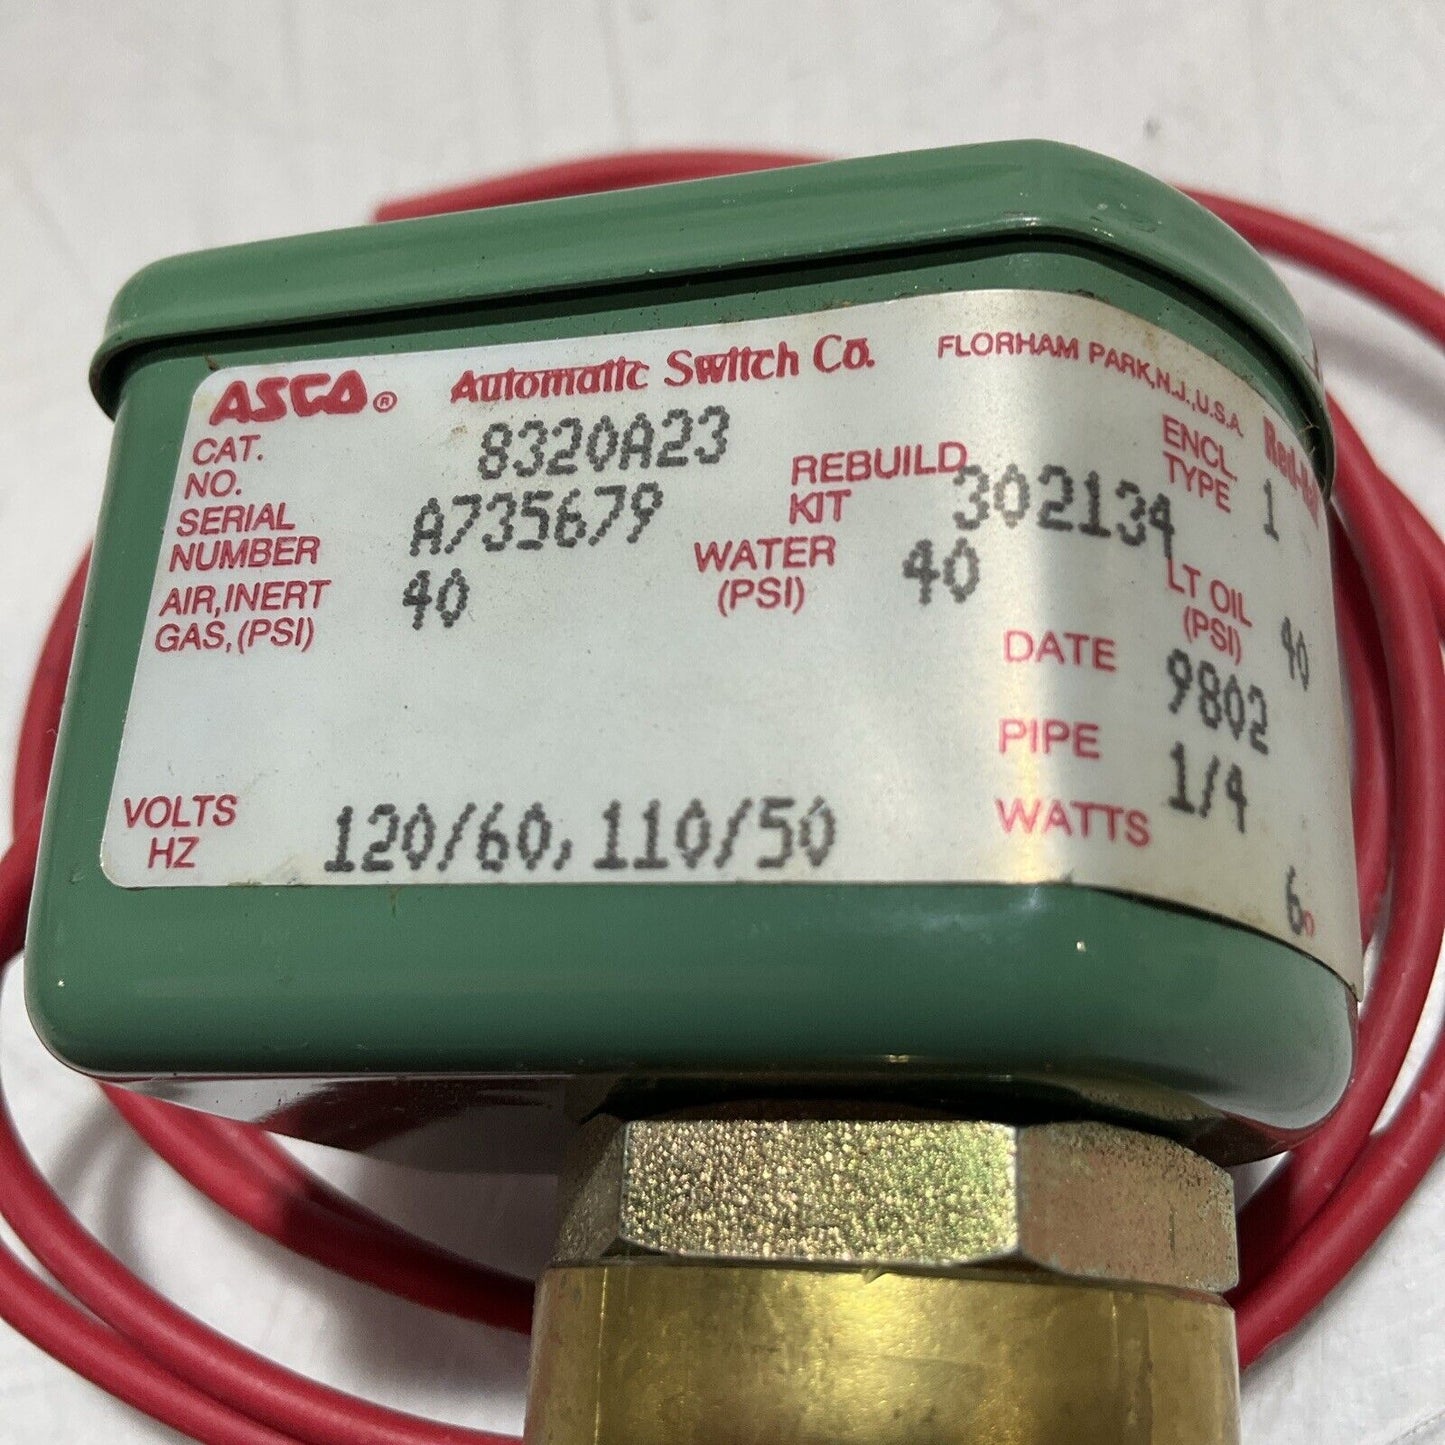 ASCO® Automatic Switch Co. FLORHAM PARK, N.J., U.S.A.
CAT. NO. 8320A23
REBUILD KIT 302134
ENCL. TYPE 1
SERIAL NUMBER A735679
AIR, INERT GAS, (PSI) 40
WATER (PSI) 40
LT OIL (PSI) 40
DATE 9802
PIPE 1/4
VOLTS HZ 120/60, 110/50
WATTS 6